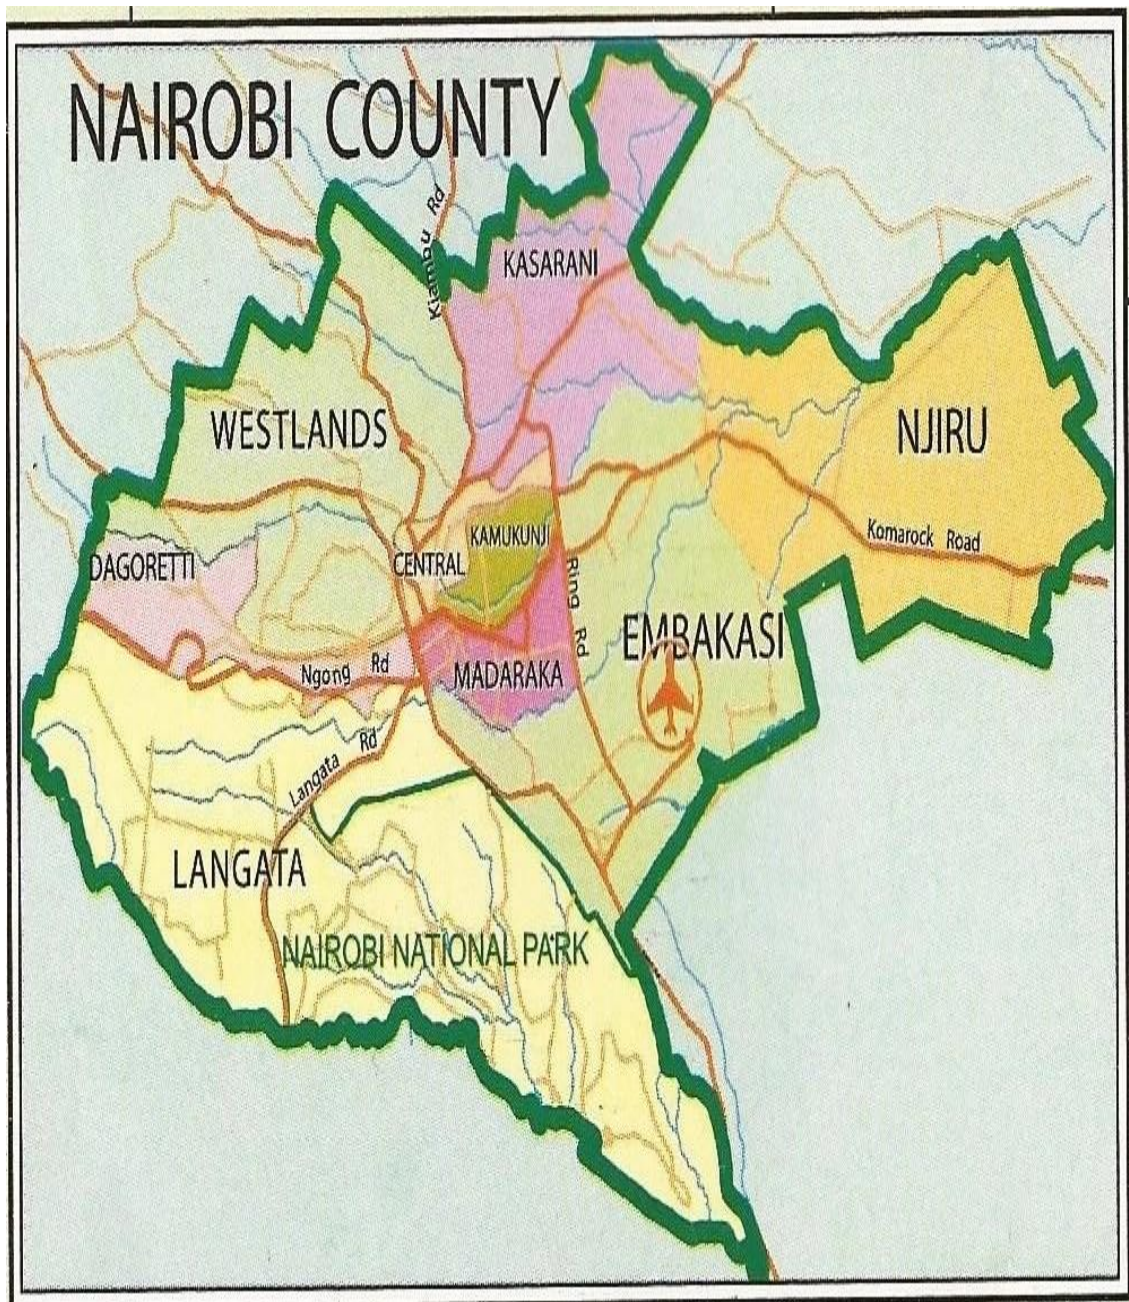 NAIROBI COUNTY
Kiambu Rd
KASARANI
WESTLANDS
NJIRU
KAMUKUNJI
Komarock Road
DAGORETTI
CENTRAL
Ring Rd
EMBAKASI
Ngong Rd
MADARAKA
Langata Rd
LANGATA
NAIROBI NATIONAL PARK